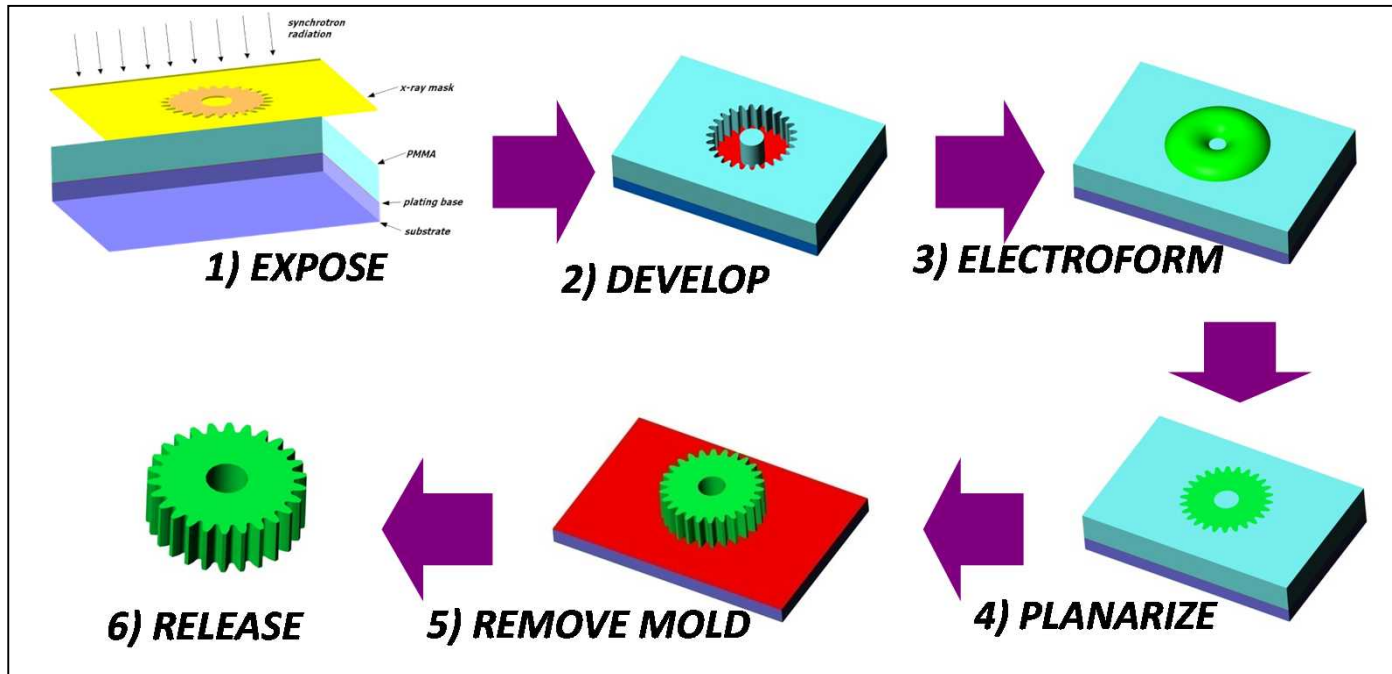 synchrotron
radiation
x-ray mask
PMMA
plating base
substrate
1) EXPOSE
2) DEVELOP
3) ELECTROFORM
4) PLANARIZE
5) REMOVE MOLD
6) RELEASE